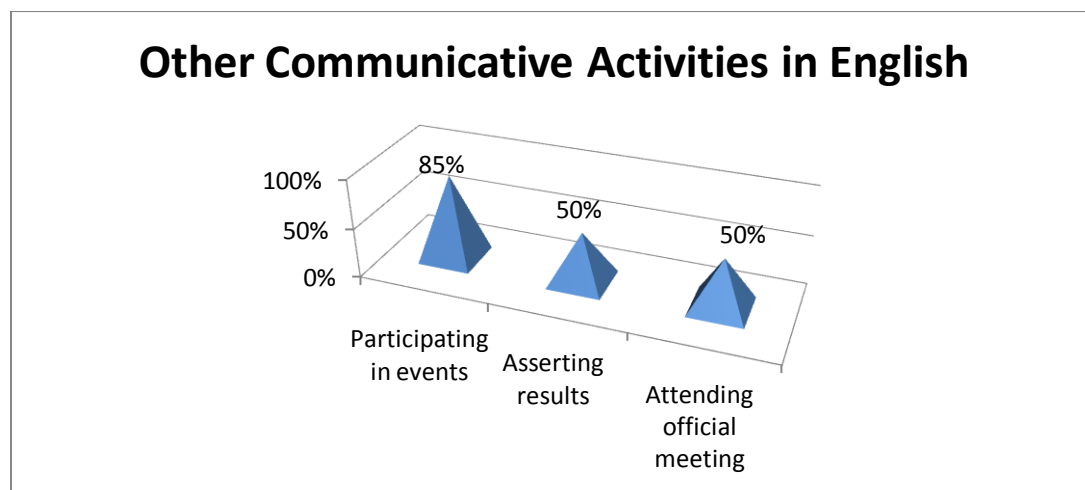 Other Communicative Activities in English
85%
100%
50%
50%
50%
0%
Participating
in events
Asserting
results
Attending
official
meeting